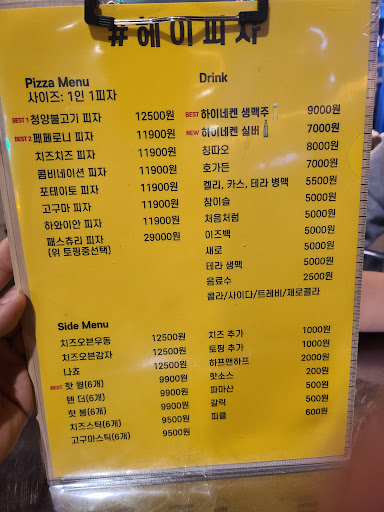 #헤이피자
Pizza Menu
사이즈: 1인 1피자
BEST 1 청양불고기 피자 12500원
BEST 2 페페로니 피자 11900원
치즈치즈 피자 11900원
콤비네이션 피자 11900원
포테이토 피자 11900원
고구마 피자 11900원
하와이안 피자 11900원
패스츄리 피자 29000원
(위 토핑중선택)
Drink
BEST 하이네켄 생맥주 9000원
NEW 하이네켄 실버 7000원
칭따오 8000원
호가든 7000원
켈리, 카스, 테라 병맥 5500원
참이슬 5000원
처음처럼 5000원
이즈백 5000원
새로 5000원
테라 생맥 5000원
음료수 2500원
콜라/사이다/트레비/제로콜라
Side Menu
치즈오븐우동 12500원
치즈오븐감자 12500원
나쵸 12500원
BEST 핫 윙(6개) 9900원
텐 더(6개) 9900원
핫 봉(6개) 9900원
치즈스틱(6개) 9500원
고구마스틱(6개) 9500원
치즈 추가 1000원
토핑 추가 1000원
하프앤하프 2000원
핫소스 200원
파마산 500원
갈릭 500원
피클 600원